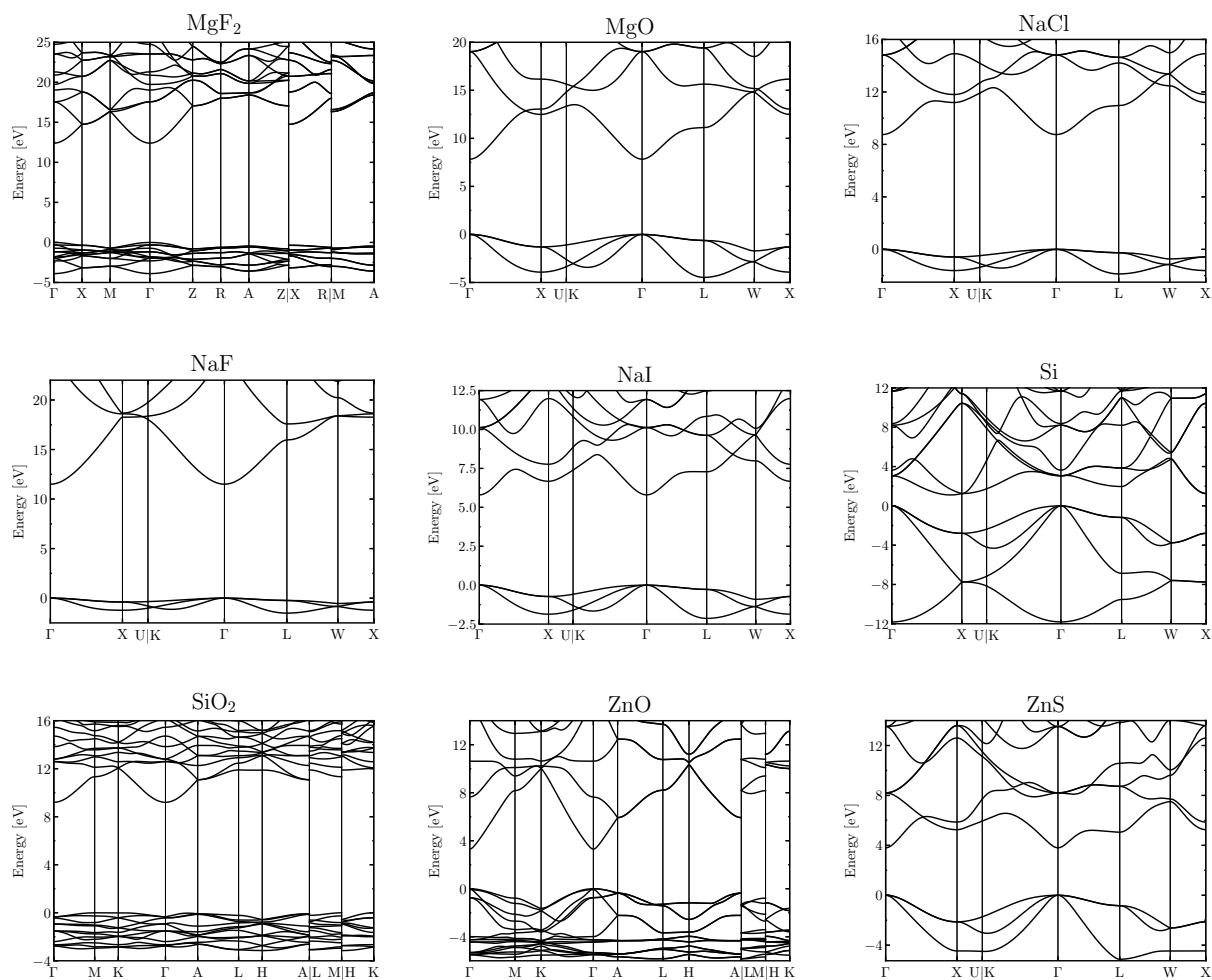 MgF2
25
20
15
10
5
0
−5
Energy [eV]
Γ X M Γ Z R A Z|X R|M A
MgO
20
15
10
5
0
−5
Energy [eV]
Γ X U|K Γ L W X
NaCl
16
12
8
4
0
Energy [eV]
Γ X U|K Γ L W X
NaF
20
15
10
5
0
Energy [eV]
Γ X U|K Γ L W X
NaI
12.5
10.0
7.5
5.0
2.5
0.0
−2.5
Energy [eV]
Γ X U|K Γ L W X
Si
12
8
4
0
−4
−8
−12
Energy [eV]
Γ X U|K Γ L W X
SiO2
16
12
8
4
0
−4
Energy [eV]
Γ M K Γ A L H A|L M|H K
ZnO
12
8
4
0
−4
Energy [eV]
Γ M K Γ A L H A|LM|H K
ZnS
12
8
4
0
−4
Energy [eV]
Γ X U|K Γ L W X